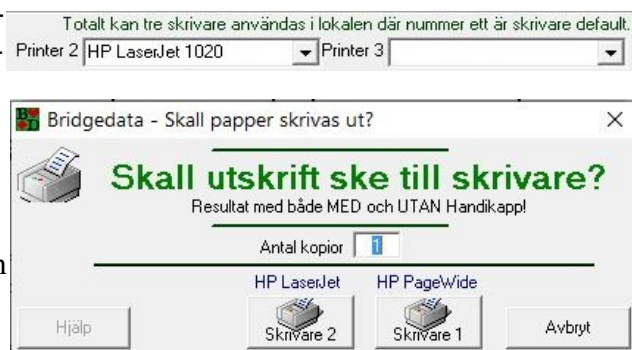 Totalt kan tre skrivare användas i lokalen där nummer ett är skrivare default.
Printer 2 HP LaserJet 1020 Printer 3
Bridgedata - Skall papper skrivas ut?
Skall utskrift ske till skrivare?
Resultat med både MED och UTAN Handikapp!
Antal kopior 1
HP LaserJet HP PageWide
Hjälp Skrivare 2 Skrivare 1 Avbryt